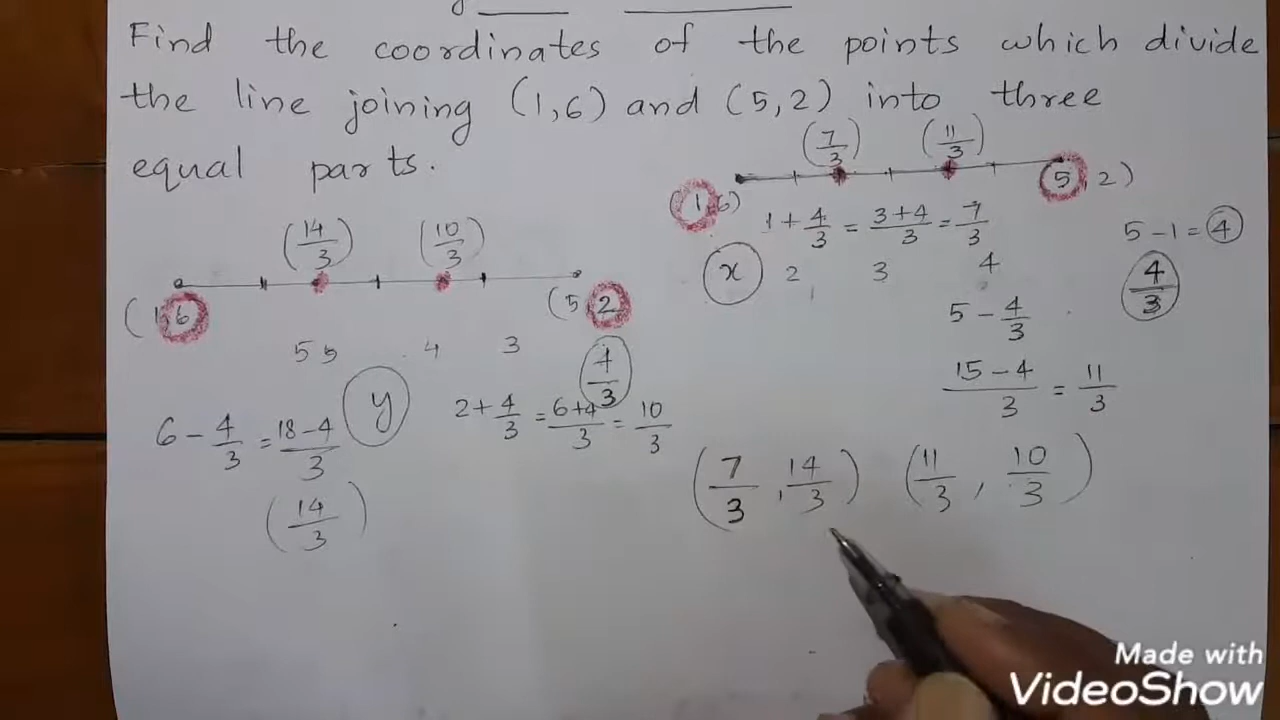 Find the coordinates of the points which divide
the line joining (1,6) and (5,2) into three
equal parts.
(7/3) (11/3)
(1,6) (5, 2)
1 + 4/3 = 3+4/3 = 7/3
5 - 1 = 4
x 2 3 4
4/3
5 - 4/3
15 - 4/3 = 11/3
(14/3) (10/3)
(1,6) (5 2)
5 5 4 3
4/3
y
6 - 4/3 = 18-4/3
(14/3)
2 + 4/3 = 6+4/3 = 10/3
(7/3, 14/3) (11/3, 10/3)
Made with
VideoShow